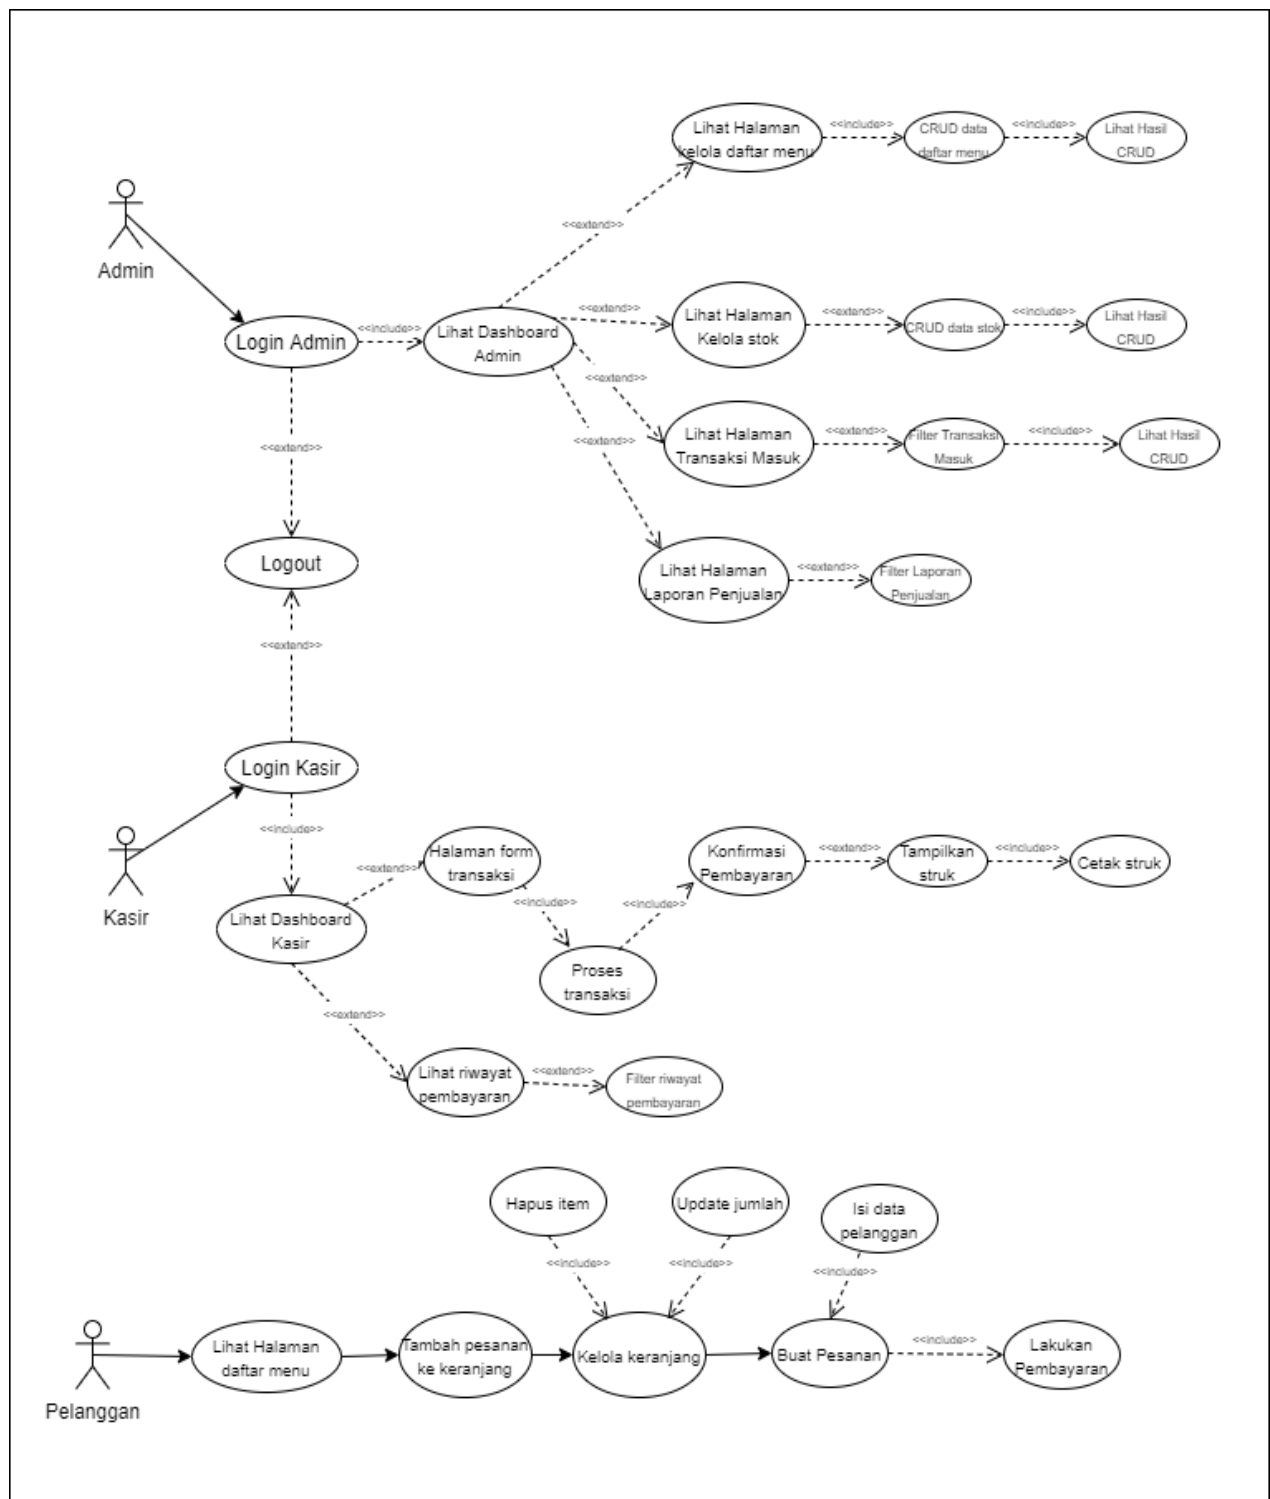 Lihat Halaman
kelola daftar menu
<<include>>
CRUD data
daftar menu
<<include>>
Lihat Hasil
CRUD
<<extend>>
Admin
Login Admin
<<include>>
Lihat Dashboard
Admin
<<extend>>
Lihat Halaman
Kelola stok
<<extend>>
CRUD data stok
<<include>>
Lihat Hasil
CRUD
<<extend>>
Lihat Halaman
Transaksi Masuk
<<extend>>
Filter Transaksi
Masuk
<<include>>
Lihat Hasil
CRUD
<<extend>>
<<extend>>
Lihat Halaman
Laporan Penjualan
<<extend>>
Filter Laporan
Penjualan
Logout
<<extend>>
Login Kasir
Kasir
<<include>>
Lihat Dashboard
Kasir
<<extend>>
Halaman form
transaksi
<<include>>
Proses
transaksi
<<include>>
Konfirmasi
Pembayaran
<<extend>>
Tampilkan
struk
<<include>>
Cetak struk
<<extend>>
Lihat riwayat
pembayaran
<<extend>>
Filter riwayat
pembayaran
Hapus item
Update jumlah
Isi data
pelanggan
<<include>>
<<include>>
<<include>>
Pelanggan
Lihat Halaman
daftar menu
Tambah pesanan
ke keranjang
Kelola keranjang
Buat Pesanan
<<include>>
Lakukan
Pembayaran